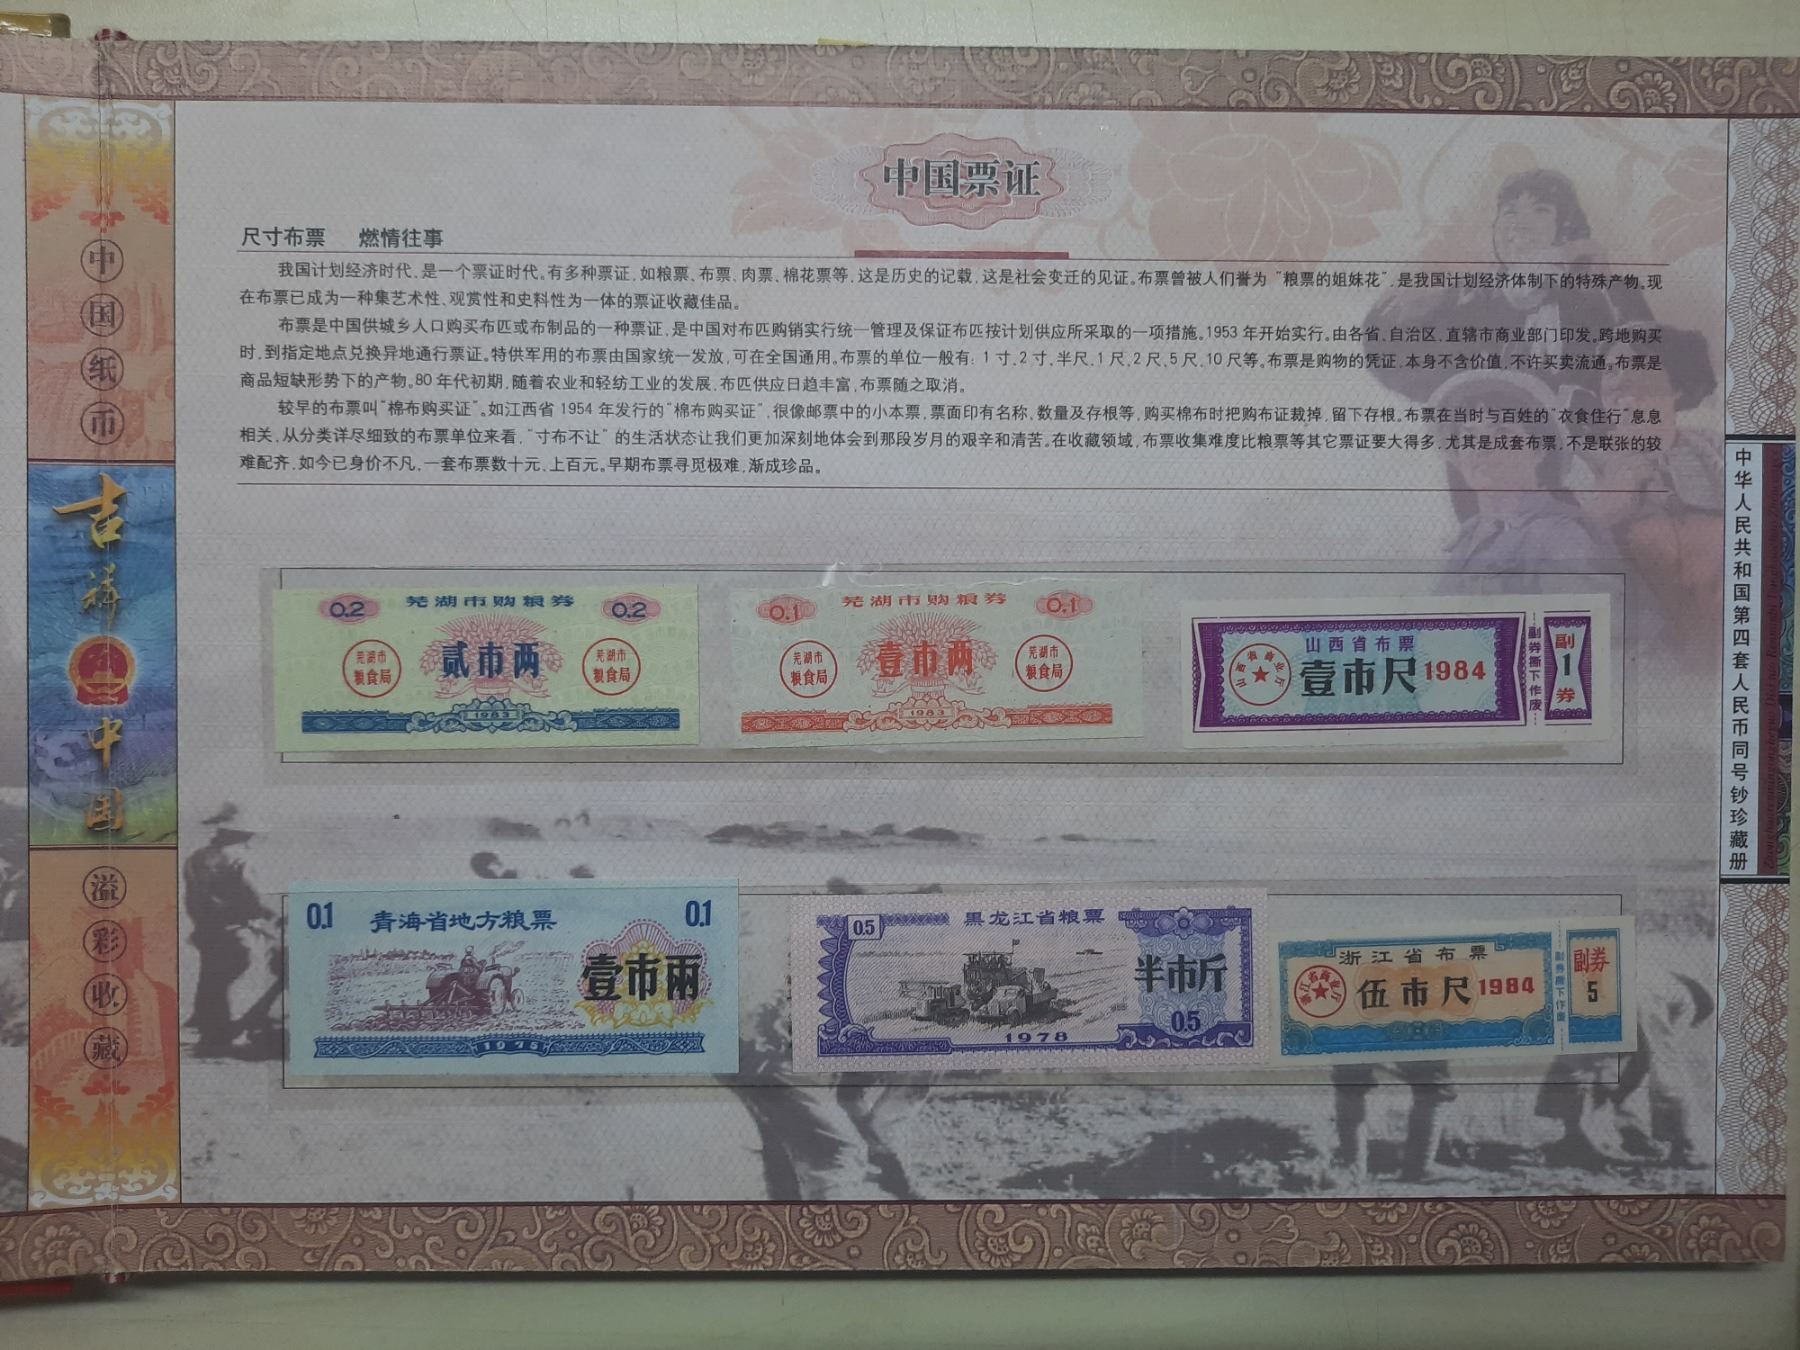 中国纸币
吉祥中国
溢彩收藏
中国票证
尺寸布票 燃情往事
我国计划经济时代,是一个票证时代。有多种票证,如粮票、布票、肉票、棉花票等,这是历史的记载,这是社会变迁的见证。布票曾被人们誉为“粮票的姐妹花”,是我国计划经济体制下的特殊产物。现
在布票已成为一种集艺术性、观赏性和史料性为一体的票证收藏佳品。
布票是中国供城乡人口购买布匹或布制品的一种票证,是中国对布匹购销实行统一管理及保证布匹按计划供应所采取的一项措施。1953年开始实行。由各省、自治区、直辖市商业部门印发。跨地购买
时,到指定地点兑换异地通行票证。特供军用的布票由国家统一发放,可在全国通用。布票的单位一般有:1寸、2寸、半尺、1尺、2尺、5尺、10尺等。布票是购物的凭证,本身不含价值,不许买卖流通。布票是
商品短缺形势下的产物。80年代初期,随着农业和轻纺工业的发展,布匹供应日趋丰富,布票随之取消。
较早的布票叫“棉布购买证”。如江西省1954年发行的“棉布购买证”,很像邮票中的小本票,票面印有名称、数量及存根等,购买棉布时把购布证裁掉,留下存根。布票在当时与百姓的“衣食住行”息息
相关,从分类详尽细致的布票单位来看,“寸布不让”的生活状态让我们更加深刻地体会到那段岁月的艰辛和清苦。在收藏领域,布票收集难度比粮票等其它票证要大得多,尤其是成套布票,不是联张的较
难配齐,如今已身价不凡,一套布票数十元、上百元。早期布票寻觅极难,渐成珍品。
0.2 芜湖市购粮券 0.2
芜湖市
粮食局
贰市两
芜湖市
粮食局
1983
0.1 芜湖市购粮券 0.1
芜湖市
粮食局
壹市两
芜湖市
粮食局
1983
山西省布票
山西省商业厅
壹市尺 1984
副券撕下作废
副
1
券
0.1 青海省地方粮票 0.1
壹市两
1975
0.5 黑龙江省粮票
半市斤
0.5
1978
浙江省布票
浙江省商业厅
伍市尺 1984
副券撕下作废
副券
5
中华人民共和国第四套人民币同号钞珍藏册